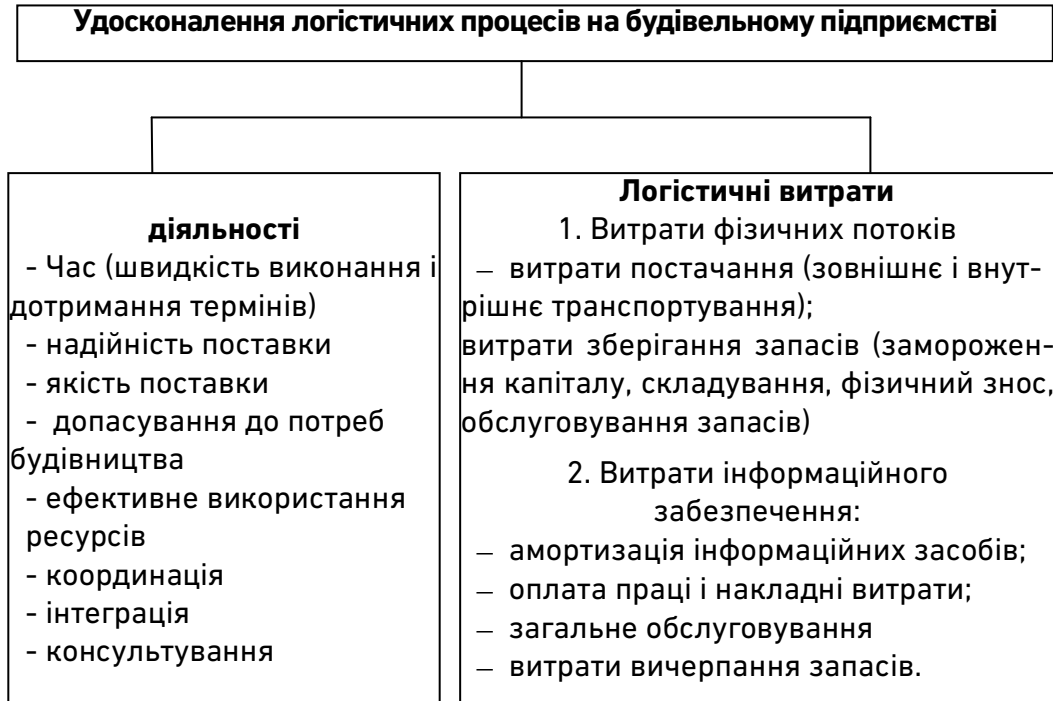 Удосконалення логістичних процесів на будівельному підприємстві
діяльності
- Час (швидкість виконання і
дотримання термінів)
- надійність поставки
- якість поставки
- допасування до потреб
будівництва
- ефективне використання
ресурсів
- координація
- інтеграція
- консультування
Логістичні витрати
1. Витрати фізичних потоків
– витрати постачання (зовнішнє і внут-
рішнє транспортування);
витрати зберігання запасів (заморожен-
ня капіталу, складування, фізичний знос,
обслуговування запасів)
2. Витрати інформаційного
забезпечення:
– амортизація інформаційних засобів;
– оплата праці і накладні витрати;
– загальне обслуговування
– витрати вичерпання запасів.